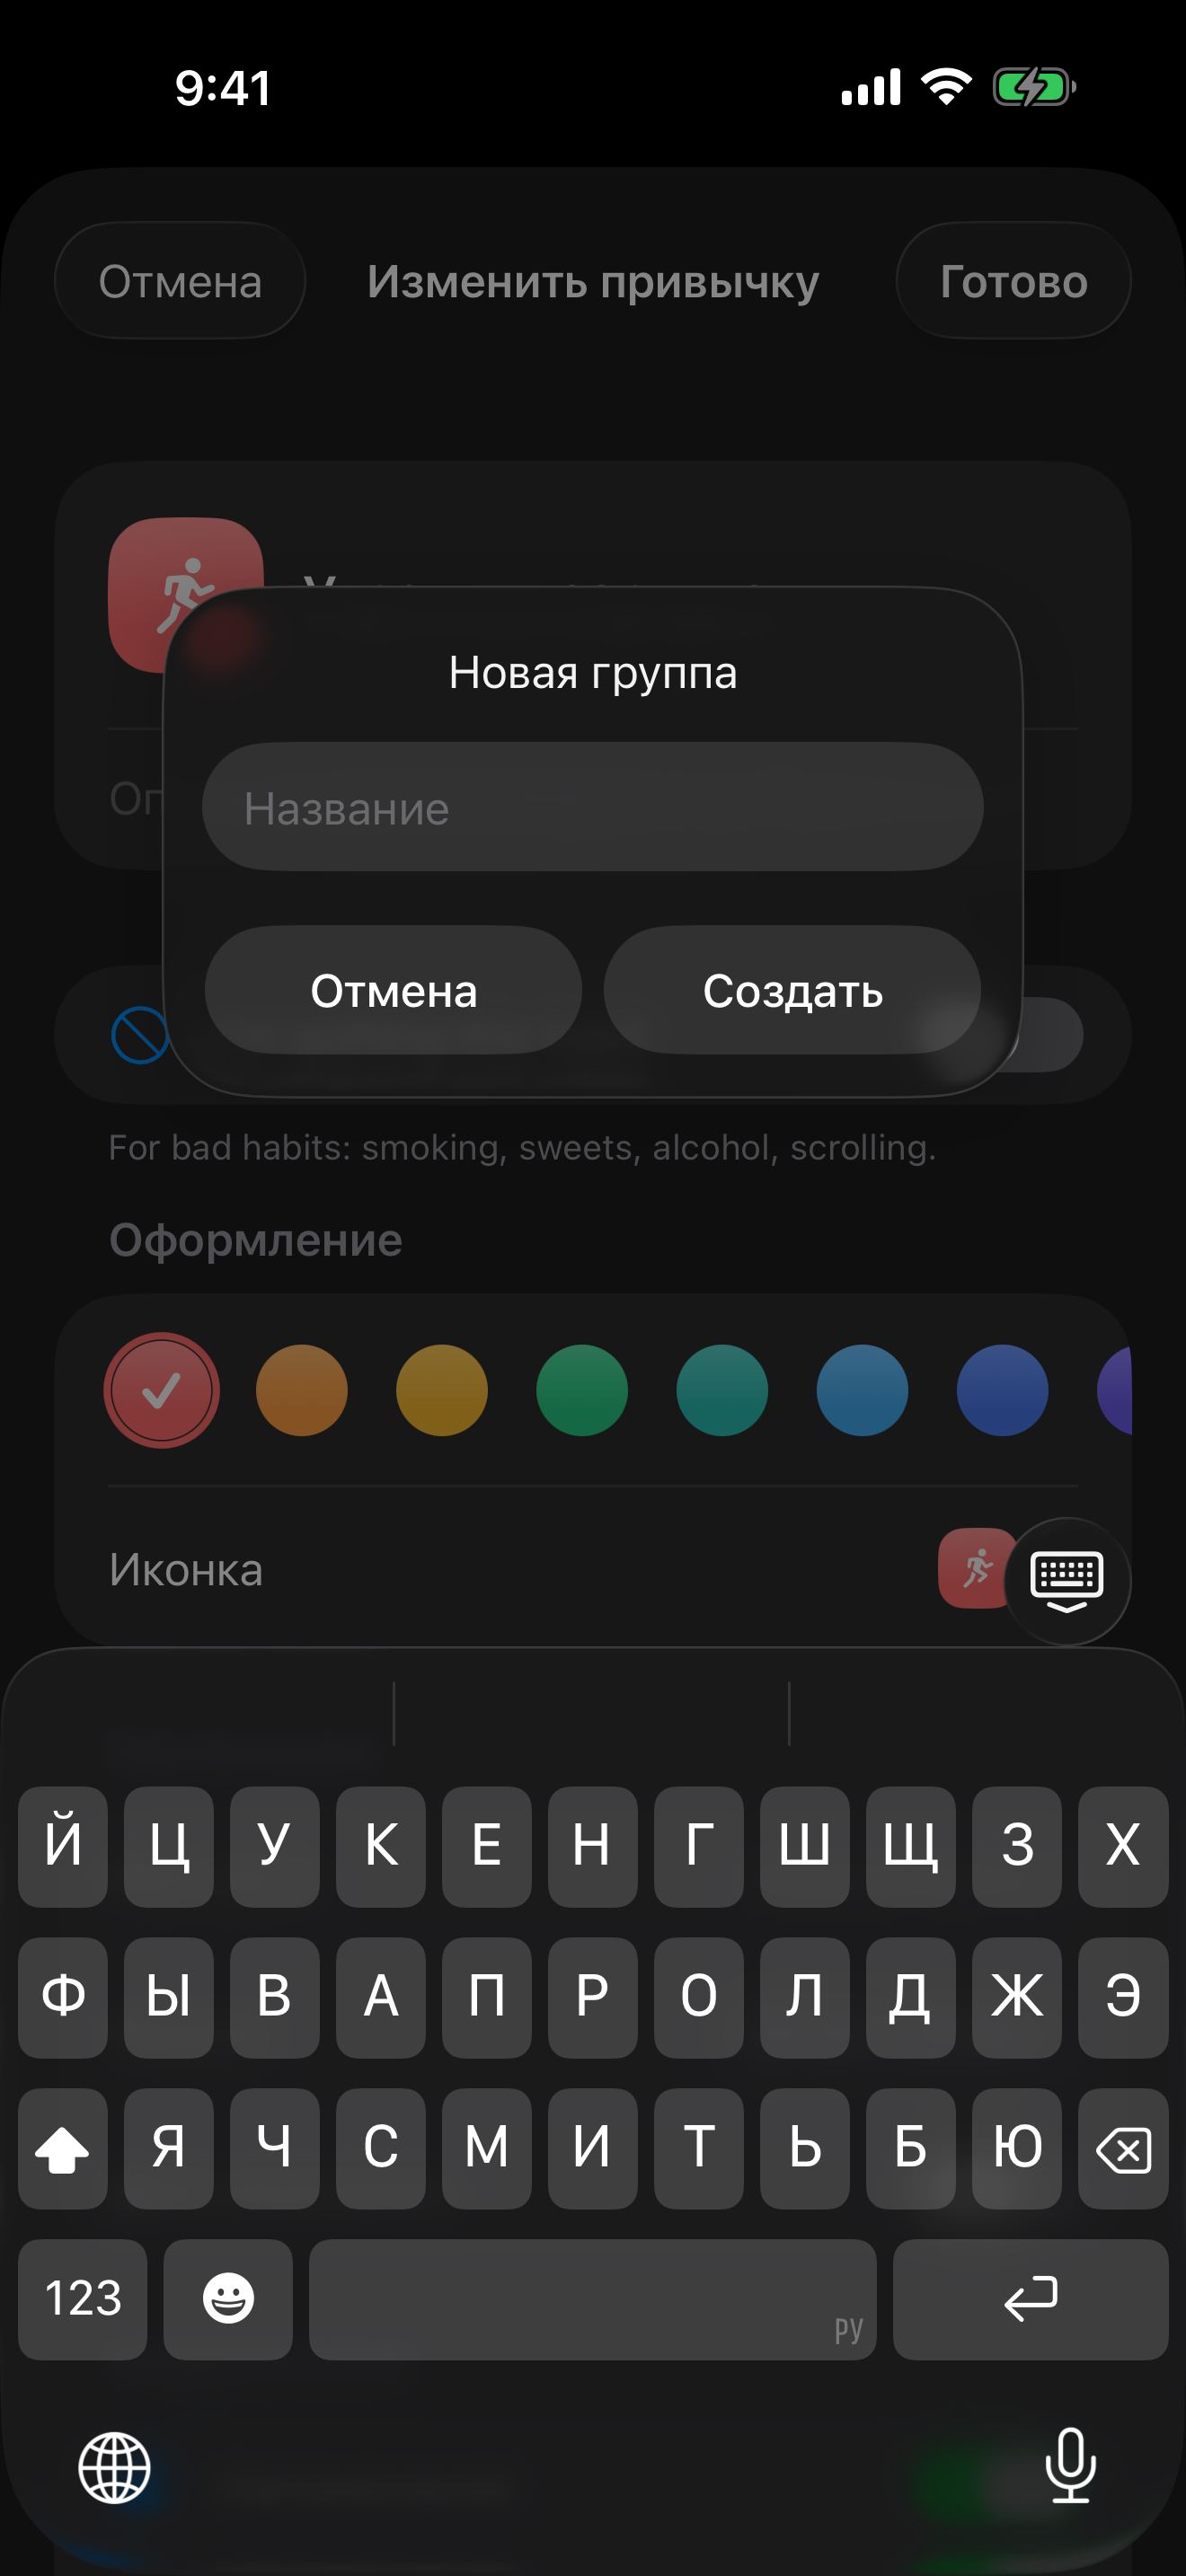 9:41
Отмена
Изменить привычку
Готово
Новая группа
Название
Отмена
Создать
For bad habits: smoking, sweets, alcohol, scrolling.
Оформление
Иконка
Й Ц У К Е Н Г Ш Щ З Х
Ф Ы В А П Р О Л Д Ж Э
Я Ч С М И Т Ь Б Ю
123
РУ